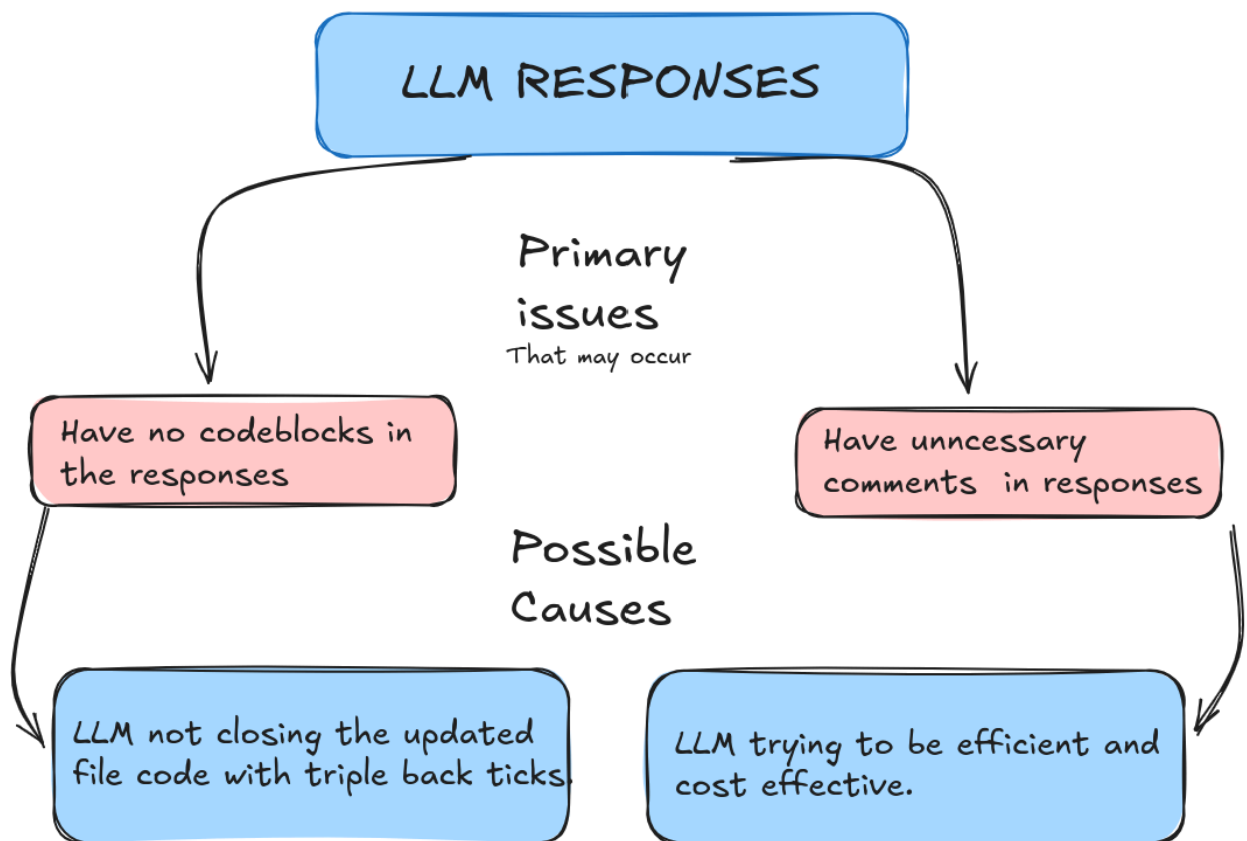 LLM RESPONSES
Primary
issues
That may occur
Have no codeblocks in
the responses
Have unncessary
comments in responses
Possible
Causes
LLM not closing the updated
file code with triple back ticks.
LLM trying to be efficient and
cost effective.